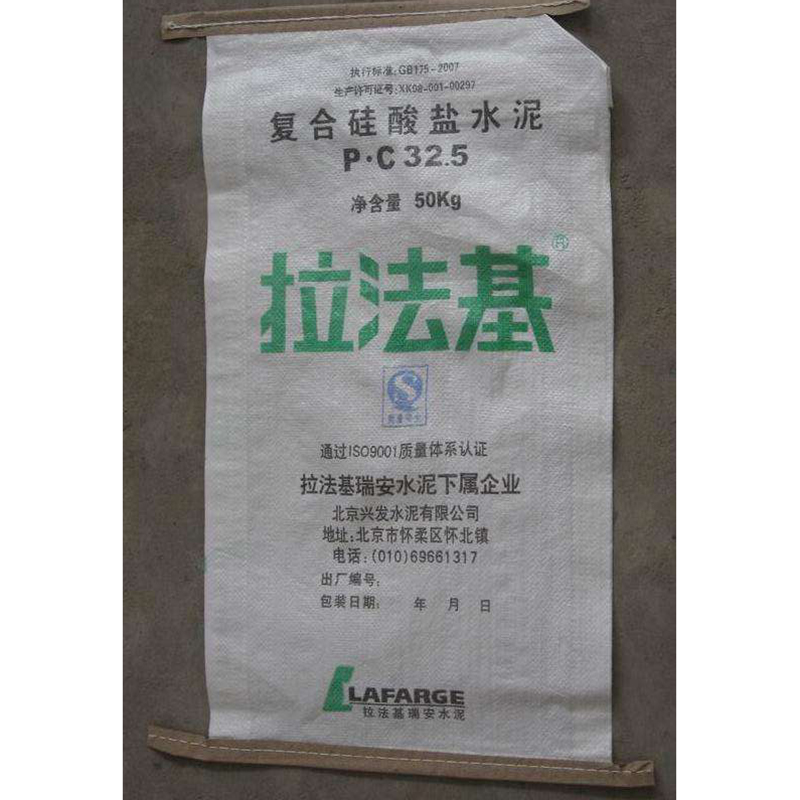 执行标准:GB175-2007
生产许可证号:XK08-001-00297
复合硅酸盐水泥
P·C 32.5
净含量 50Kg
拉法基®
通过ISO9001质量体系认证
拉法基瑞安水泥下属企业
北京兴发水泥有限公司
地址:北京市怀柔区怀北镇
电话:(010)69661317
出厂编号:
包装日期: 年 月 日
LAFARGE
拉法基瑞安水泥